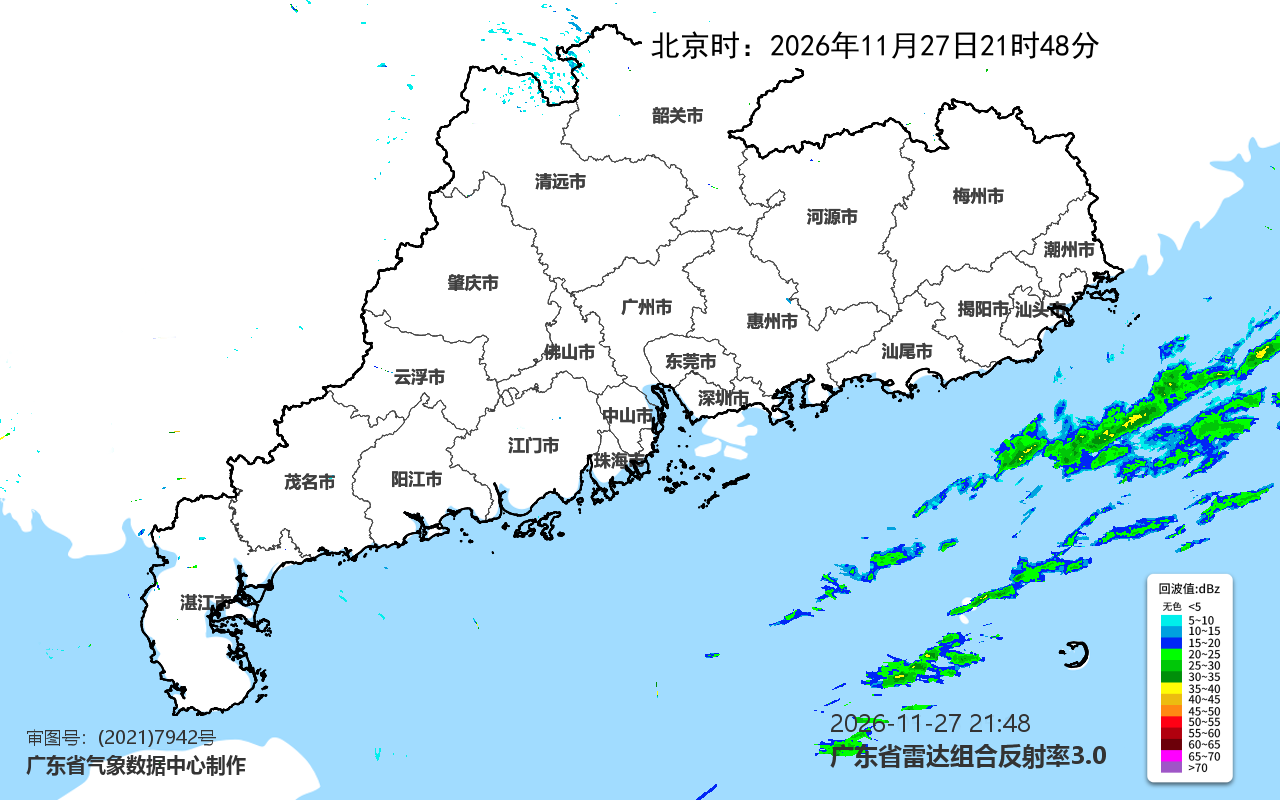 北京时：2026年11月27日21时48分
韶关市
清远市
梅州市
河源市
潮州市
肇庆市
广州市
揭阳市
汕头市
惠州市
佛山市
汕尾市
东莞市
云浮市
深圳市
中山市
江门市
珠海市
阳江市
茂名市
湛江市
回波值:dBz
无色 <5
5~10
10~15
15~20
20~25
25~30
30~35
35~40
40~45
45~50
50~55
55~60
60~65
65~70
>70
2026-11-27 21:48
广东省雷达组合反射率3.0
审图号：(2021)7942号
广东省气象数据中心制作